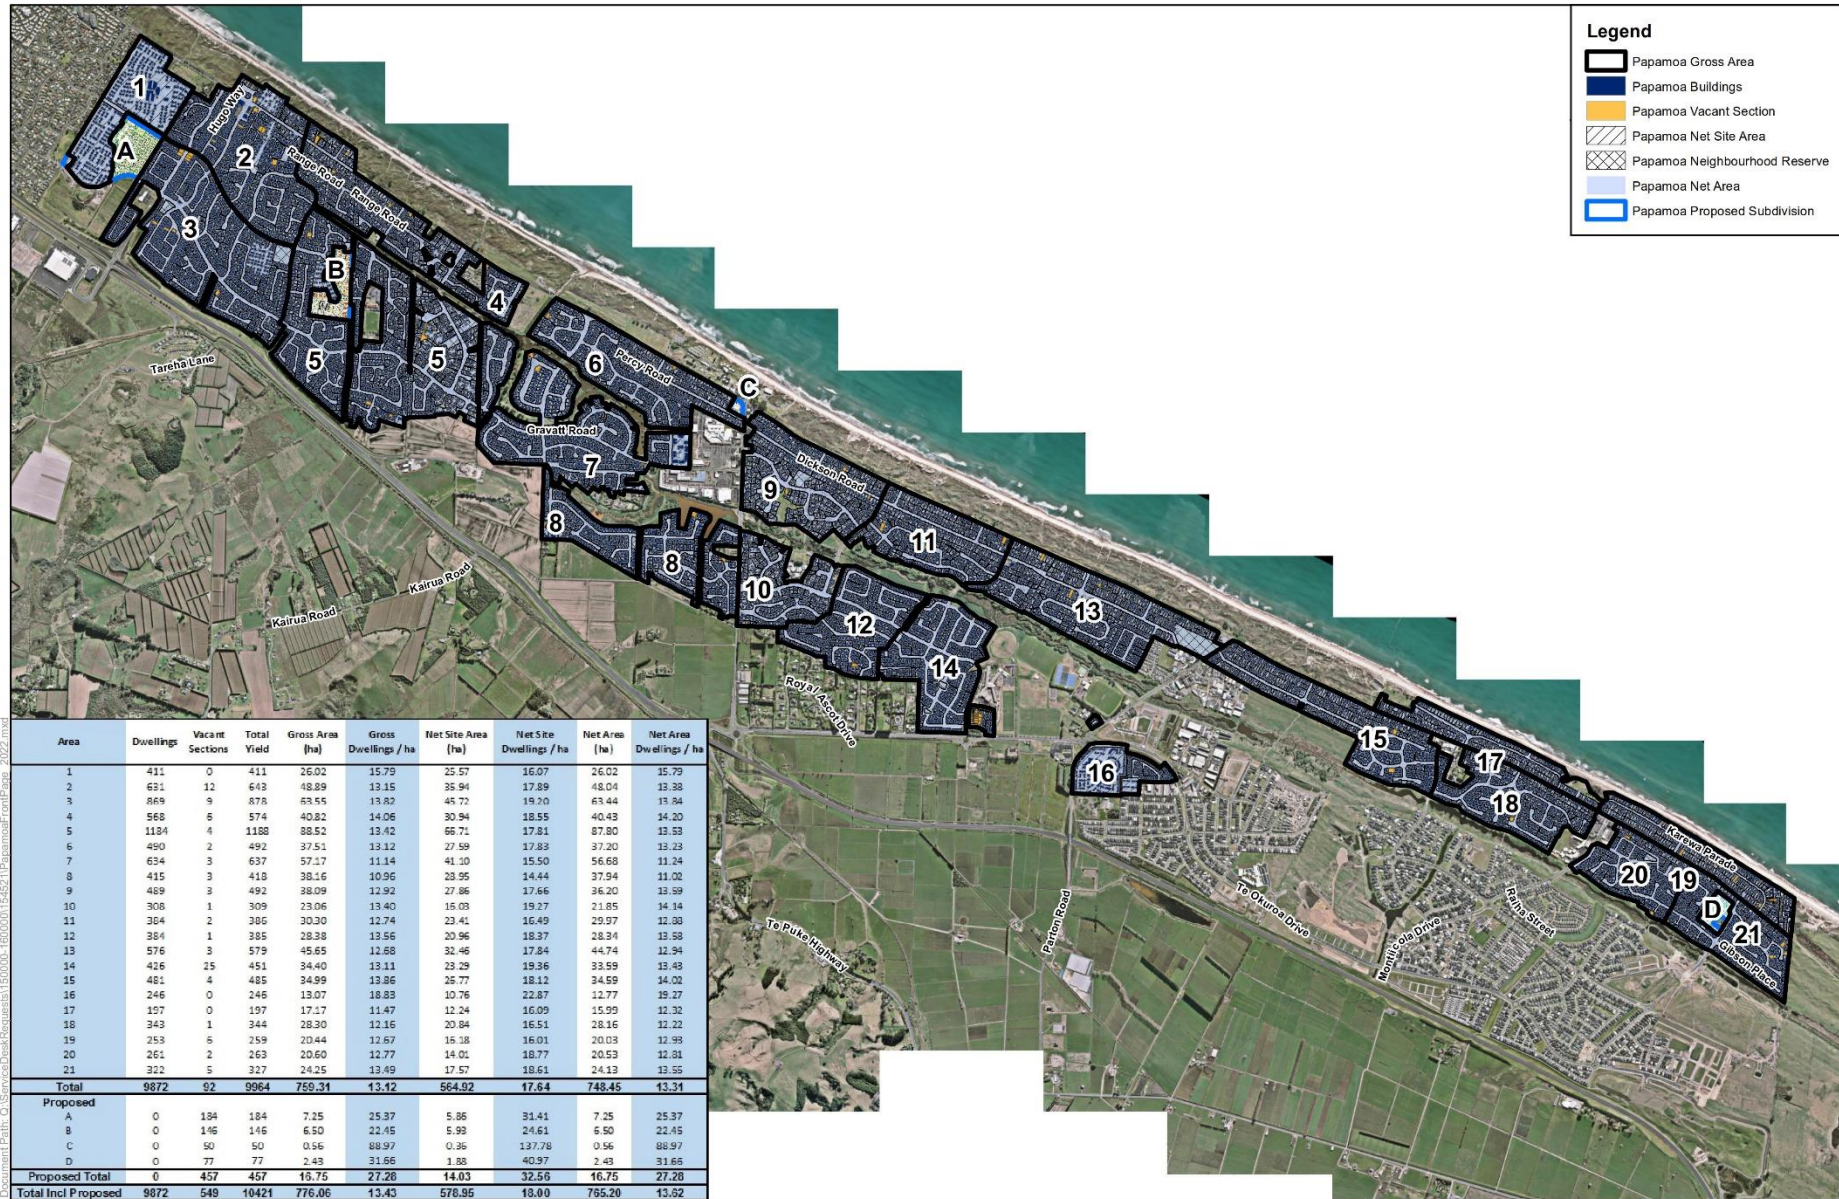 Legend
Papamoa Gross Area
Papamoa Buildings
Papamoa Vacant Section
Papamoa Net Site Area
Papamoa Neighbourhood Reserve
Papamoa Net Area
Papamoa Proposed Subdivision
1
A
Hugo Way
2
Range Road
Range Road
3
B
4
5
5
Tareha Lane
6
Percy Road
C
Gravatt Road
7
Dickson Road
9
8
8
11
10
Kairua Road
Kairua Road
12
13
14
Royal Ascot Drive
15
17
16
18
Karewa Parade
20
19
D
21
Gibson Place
Te Okuroa Drive
Raiha Street
Monticola Drive
Parton Road
Te Puke Highway
Area Dwellings Vacant Sections Total Yield Gross Area (ha) Gross Dwellings / ha Net Site Area (ha) Net Site Dwellings / ha Net Area (ha) Net Area Dwellings / ha
1 411 0 411 26.02 15.79 25.57 16.07 26.02 15.79
2 631 12 643 48.89 13.15 35.94 17.89 48.04 13.38
3 869 9 878 63.55 13.82 45.72 19.20 63.44 13.84
4 568 6 574 40.82 14.06 30.94 18.55 40.43 14.20
5 1184 4 1188 88.52 13.42 66.71 17.81 87.80 13.53
6 490 2 492 37.51 13.12 27.59 17.83 37.20 13.23
7 634 3 637 57.17 11.14 41.10 15.50 56.68 11.24
8 415 3 418 38.16 10.96 28.95 14.44 37.94 11.02
9 489 3 492 38.09 12.92 27.86 17.66 36.20 13.59
10 308 1 309 23.06 13.40 16.03 19.27 21.85 14.14
11 384 2 386 30.30 12.74 23.41 16.49 29.97 12.88
12 384 1 385 28.38 13.56 20.96 18.37 28.34 13.58
13 576 3 579 45.65 12.68 32.46 17.84 44.74 12.94
14 426 25 451 34.40 13.11 23.29 19.36 33.59 13.43
15 481 4 485 34.99 13.86 26.77 18.12 34.59 14.02
16 246 0 246 13.07 18.83 10.76 22.87 12.77 19.27
17 197 0 197 17.17 11.47 12.24 16.09 15.99 12.32
18 343 1 344 28.30 12.16 20.84 16.51 28.16 12.22
19 253 6 259 20.44 12.67 16.18 16.01 20.03 12.93
20 261 2 263 20.60 12.77 14.01 18.77 20.53 12.81
21 322 5 327 24.25 13.49 17.57 18.61 24.13 13.55
Total 9872 92 9964 759.31 13.12 564.92 17.64 748.45 13.31
Proposed
A 0 184 184 7.25 25.37 5.86 31.41 7.25 25.37
B 0 146 146 6.50 22.45 5.93 24.61 6.50 22.45
C 0 50 50 0.56 88.97 0.36 137.78 0.56 88.97
D 0 77 77 2.43 31.66 1.88 40.97 2.43 31.66
Proposed Total 0 457 457 16.75 27.28 14.03 32.56 16.75 27.28
Total Incl Proposed 9872 549 10421 776.06 13.43 578.95 18.00 765.20 13.62
Document Path: Q:\ServiceDeskRequests\150000-160000\154521\PapamoaFrontPage_2022.mxd